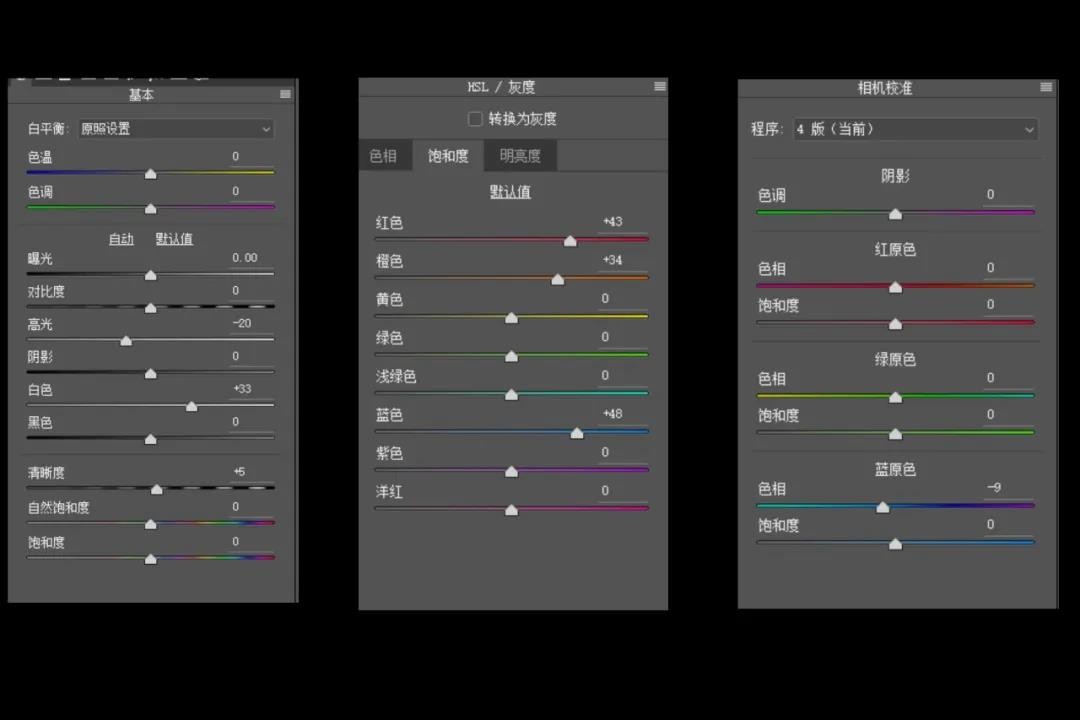 基本
白平衡: 原照设置
色温 0
色调 0
自动 默认值
曝光 0.00
对比度 0
高光 -20
阴影 0
白色 +33
黑色 0
清晰度 +5
自然饱和度 0
饱和度 0
HSL / 灰度
转换为灰度
色相 饱和度 明亮度
默认值
红色 +43
橙色 +34
黄色 0
绿色 0
浅绿色 0
蓝色 +48
紫色 0
洋红 0
相机校准
程序: 4 版（当前）
阴影
色调 0
红原色
色相 0
饱和度 0
绿原色
色相 0
饱和度 0
蓝原色
色相 -9
饱和度 0